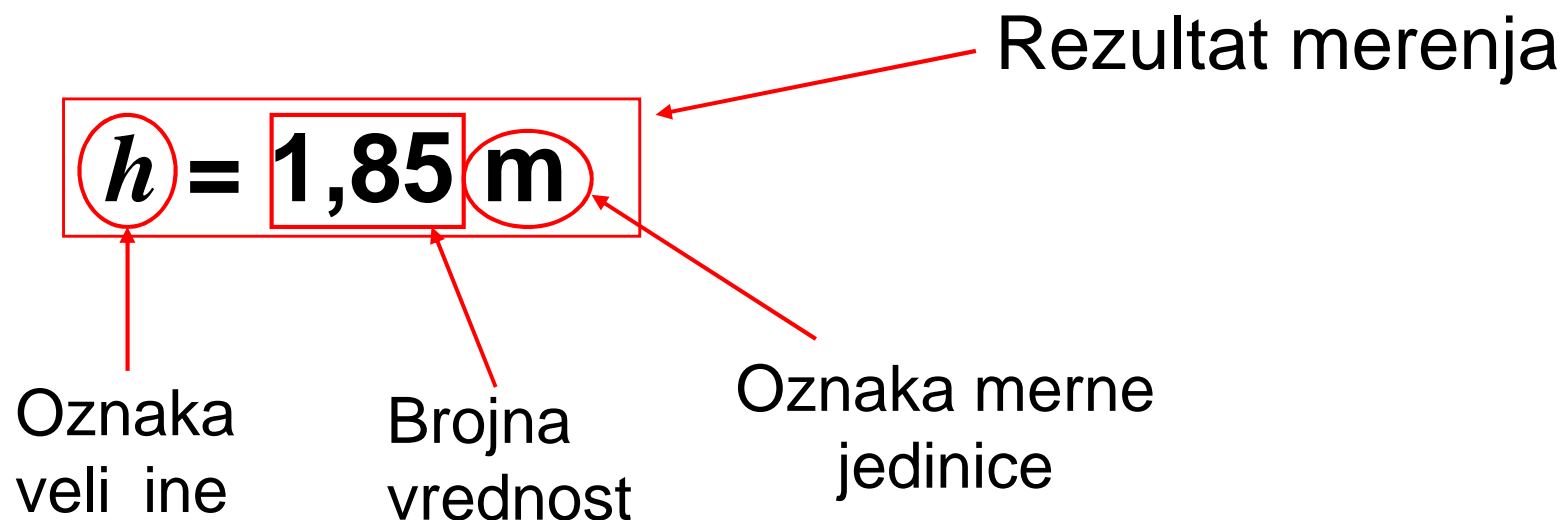 Rezultat merenja
h = 1,85 m
Oznaka
veli ine
Brojna
vrednost
Oznaka merne
jedinice